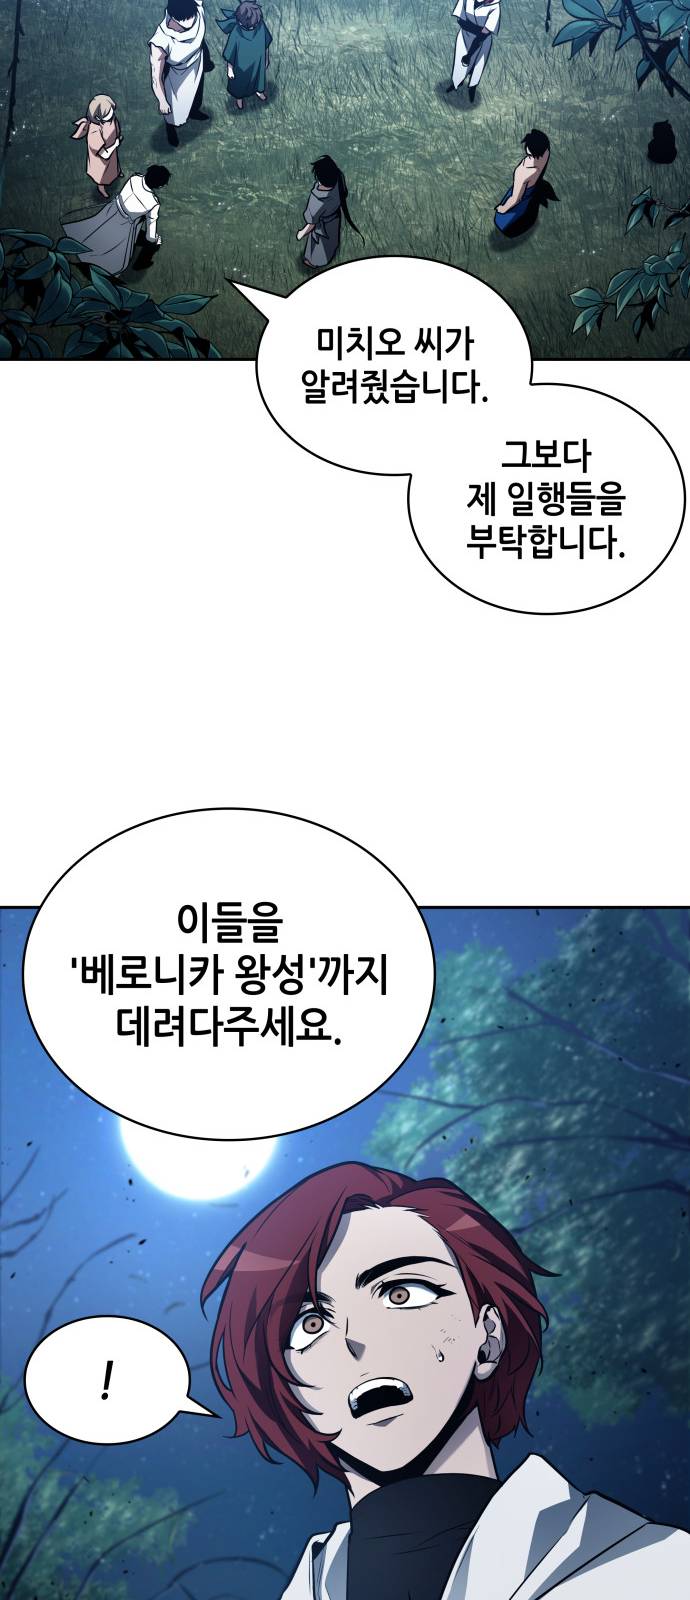 미치오 씨가
알려줬습니다.
그보다
제 일행들을
부탁합니다.
이들을
'베로니카 왕성'까지
데려다주세요.
!